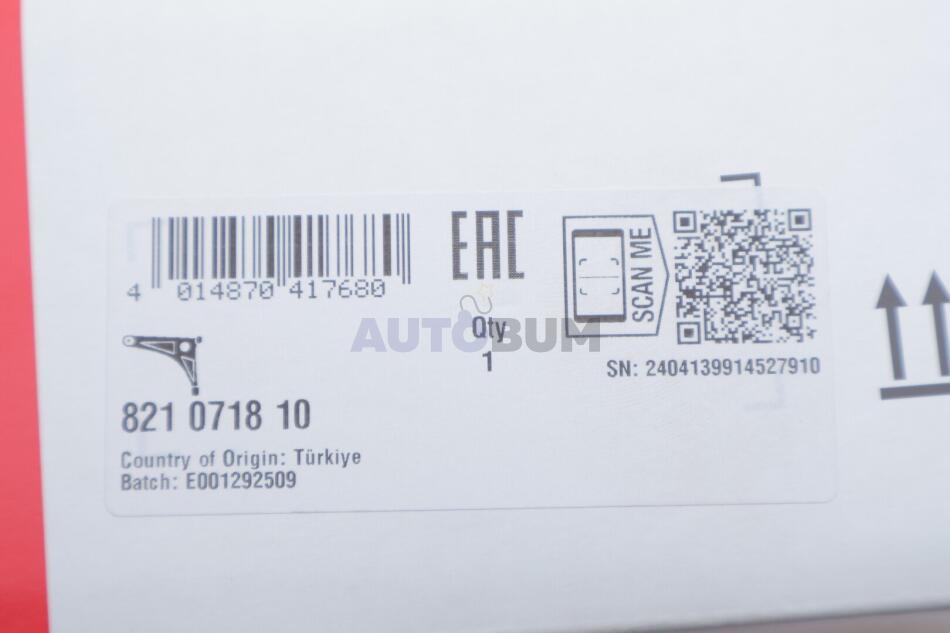 4 014870 417680
EAC
SCAN ME
Qty
1
AUTOBUM
SN: 2404139914527910
821 0718 10
Country of Origin: Türkiye
Batch: E001292509